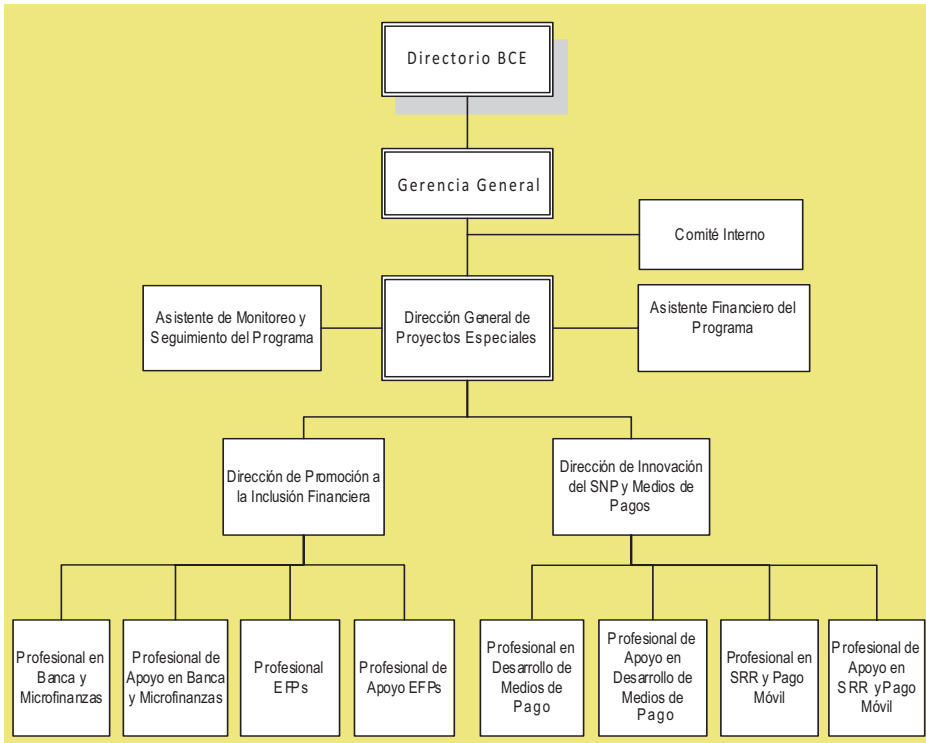 Directorio BCE
Gerencia General
Comité Interno
Asistente de Monitoreo y
Seguimiento del Programa
Dirección General de
Proyectos Especiales
Asistente Financiero del
Programa
Dirección de Promoción a
la Inclusión Financiera
Dirección de Innovación
del SNP y Medios de
Pagos
Profesional en
Banca y
Microfinanzas
Profesional de
Apoyo en Banca
y Microfinanzas
Profesional
EFPs
Profesional de
Apoyo EFPs
Profesional en
Desarrollo de
Medios de
Pago
Profesional de
Apoyo en
Desarrollo de
Medios de
Pago
Profesional en
SRR y Pago
Móvil
Profesional de
Apoyo en
SRR y Pago
Móvil